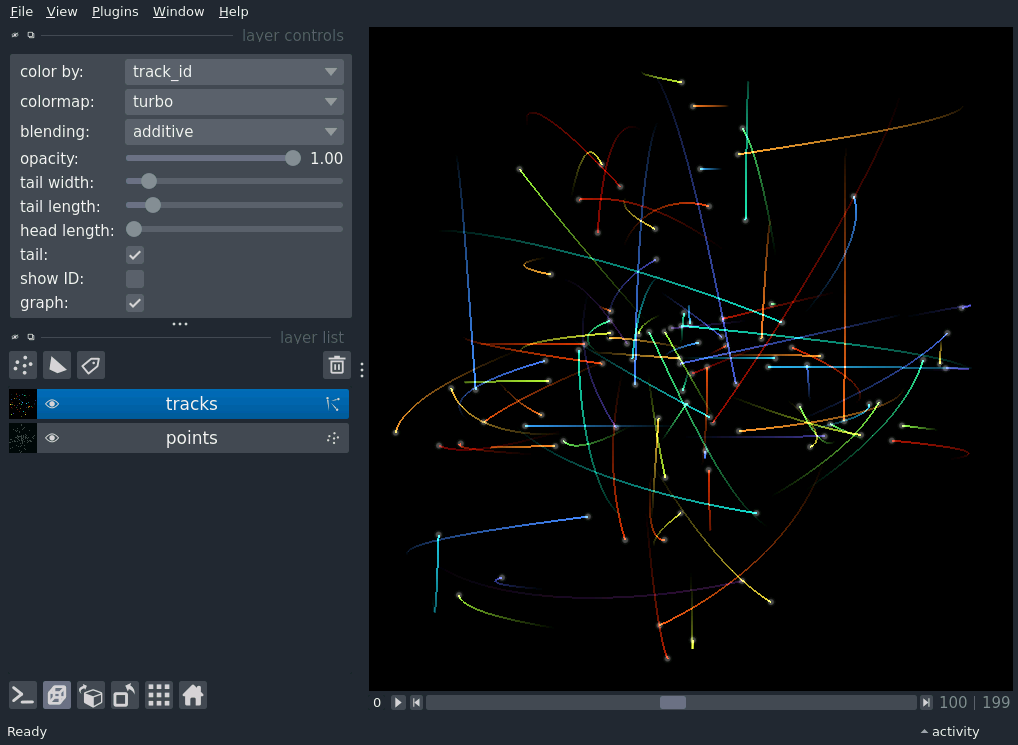 File View Plugins Window Help
layer controls
color by: track_id
colormap: turbo
blending: additive
opacity: 1.00
tail width:
tail length:
head length:
tail:
show ID:
graph:
layer list
tracks
points
0 100 | 199
Ready activity